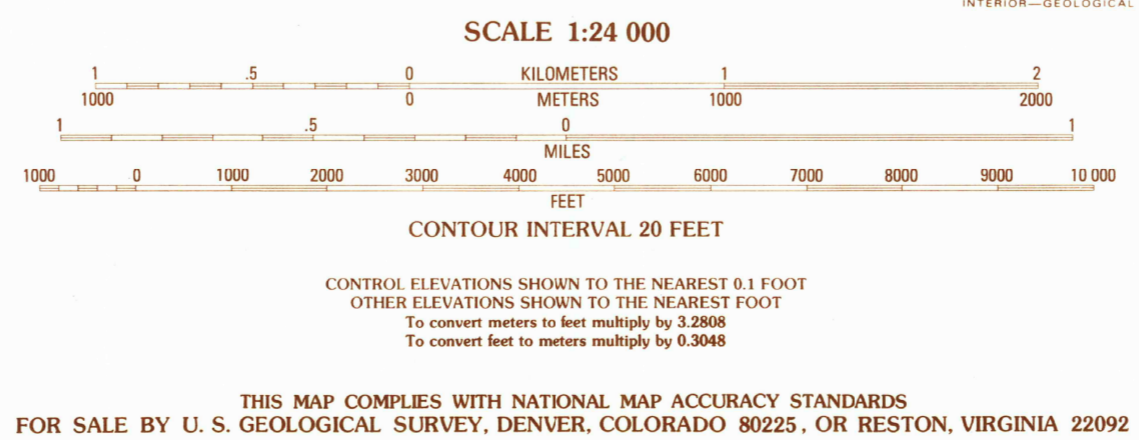 INTERIOR—GEOLOGICAL
SCALE 1:24 000
1 .5 0 KILOMETERS 1 2
1000 0 METERS 1000 2000
1 .5 0 1
MILES
1000 0 1000 2000 3000 4000 5000 6000 7000 8000 9000 10 000
FEET
CONTOUR INTERVAL 20 FEET
CONTROL ELEVATIONS SHOWN TO THE NEAREST 0.1 FOOT
OTHER ELEVATIONS SHOWN TO THE NEAREST FOOT
To convert meters to feet multiply by 3.2808
To convert feet to meters multiply by 0.3048
THIS MAP COMPLIES WITH NATIONAL MAP ACCURACY STANDARDS
FOR SALE BY U. S. GEOLOGICAL SURVEY, DENVER, COLORADO 80225, OR RESTON, VIRGINIA 22092